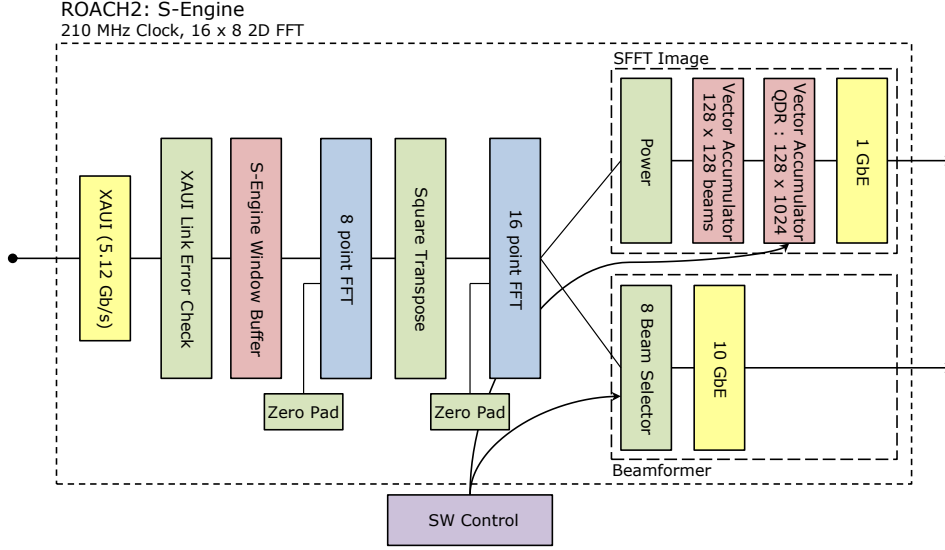 ROACH2: S-Engine
210 MHz Clock, 16 x 8 2D FFT
XAUI (5.12 Gb/s)
XAUI Link Error Check
S-Engine Window Buffer
8 point FFT
Zero Pad
Square Transpose
16 point FFT
Zero Pad
SFFT Image
Power
Vector Accumulator
128 x 128 beams
Vector Accumulator
QDR : 128 x 1024
1 GbE
8 Beam Selector
10 GbE
Beamformer
SW Control